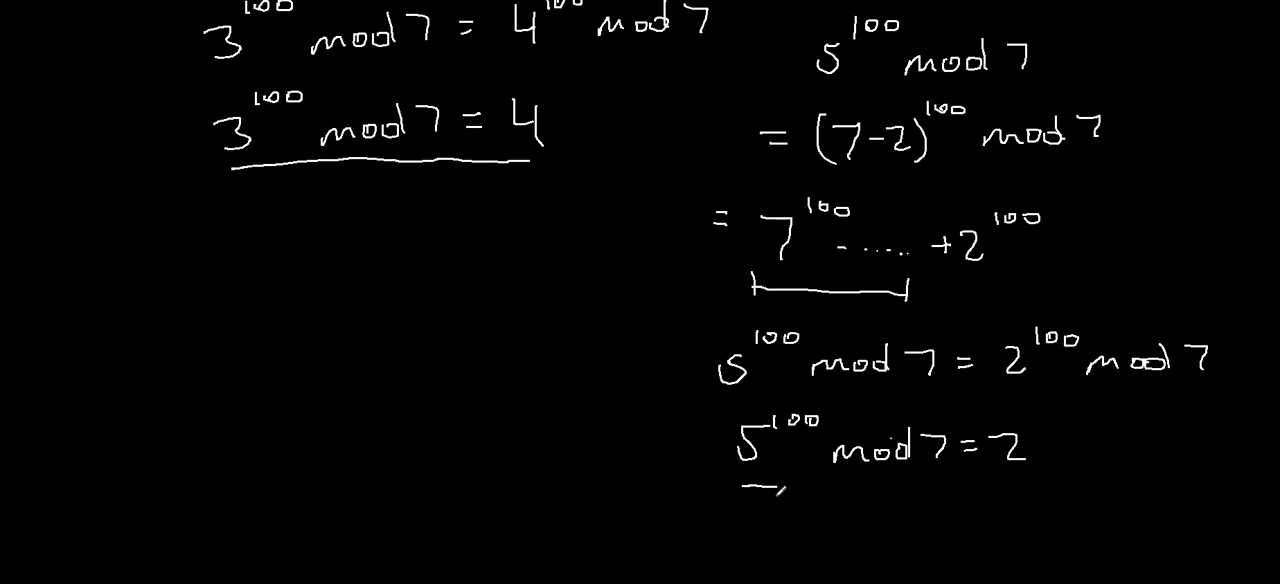 3^100 mod 7 = 4^100 mod 7
3^100 mod 7 = 4
5^100 mod 7
= (7-2)^100 mod 7
= 7^100 - ..... + 2^100
5^100 mod 7 = 2^100 mod 7
5^100 mod 7 = 2